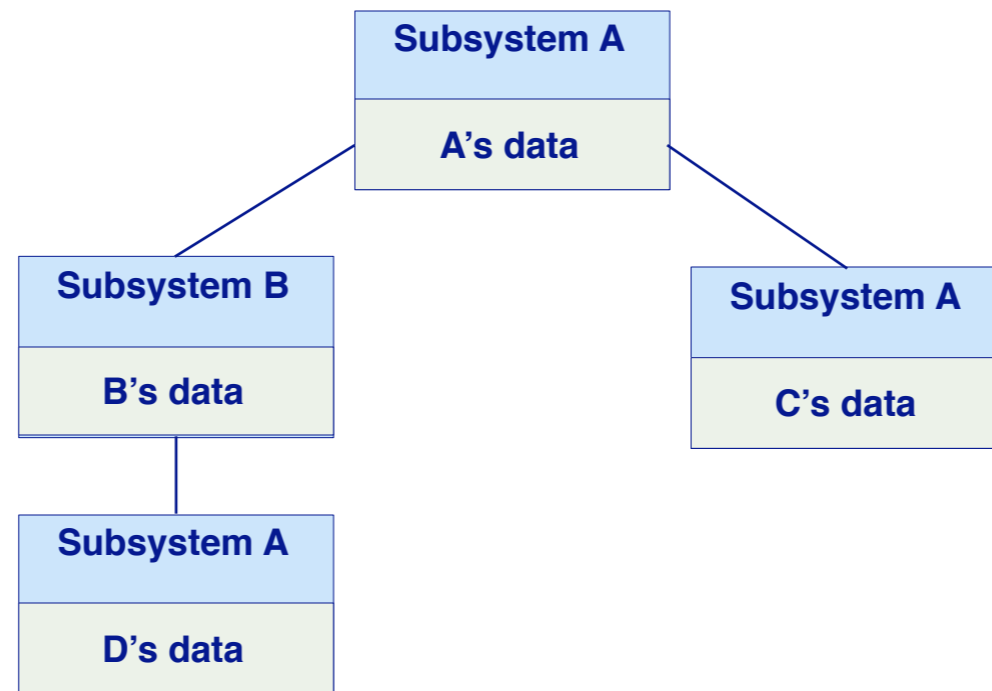 Subsystem A
A’s data
Subsystem B
B’s data
Subsystem A
C’s data
Subsystem A
D’s data